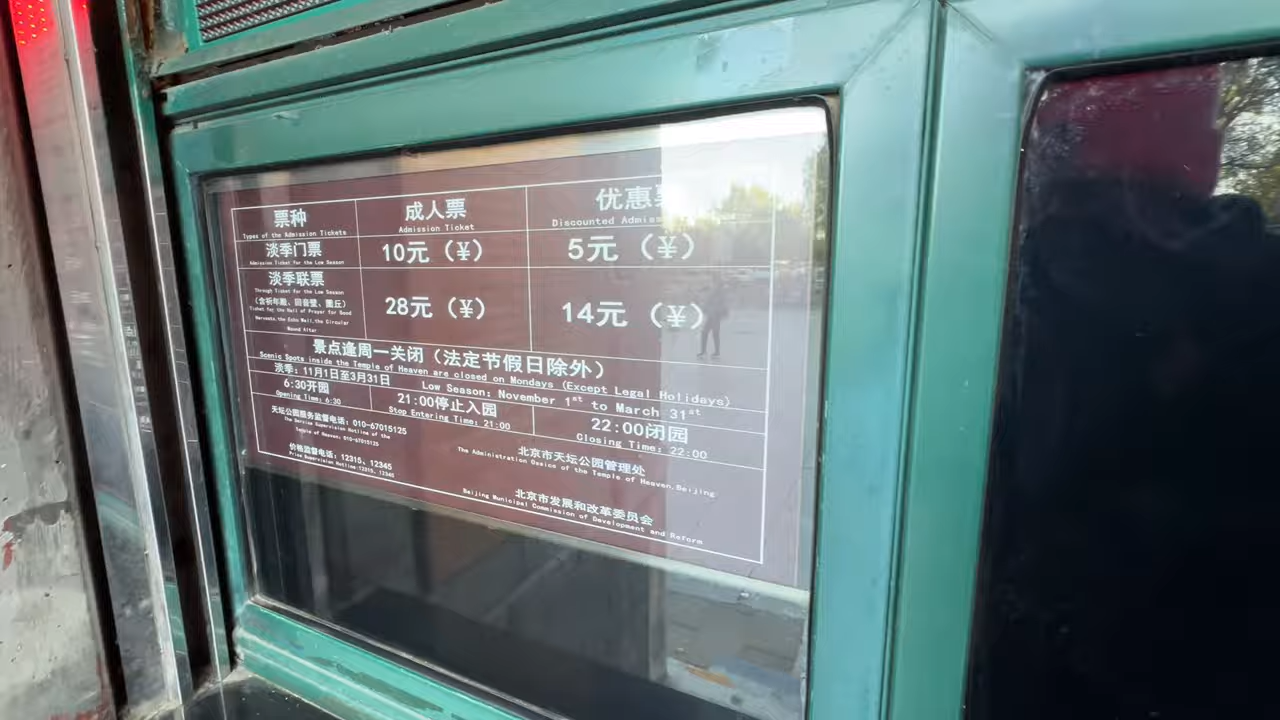 票种
Types of the Admission Tickets
成人票
Admission Ticket
优惠
Discounted
淡季门票
Admission Ticket for the Low Season
10元（¥）
5元（¥）
淡季联票
Through Ticket for the Low Season
（含祈年殿、回音壁、圜丘）
Ticket for the Hall of Prayer for Good
Harvests, the Echo Wall, the Circular
Mound Altar
28元（¥）
14元（¥）
景点逢周一关闭（法定节假日除外）
Scenic Spots inside the Temple of Heaven are closed on Mondays (Except Legal Holidays)
淡季：11月1日至3月31日
Low Season: November 1st to March 31st
6:30开园
Opening Time: 6:30
21:00停止入园
Stop Entering Time: 21:00
22:00闭园
Closing Time: 22:00
天坛公园服务监督电话：010-67015125
The Service Supervision Hotline of the
Temple of Heaven: 010-67015125
价格监督电话：12315、12345
Price Supervision Hotline: 12315、12345
北京市天坛公园管理处
The Administration Office of the Temple of Heaven, Beijing
北京市发展和改革委员会
Beijing Municipal Commission of Development and Reform